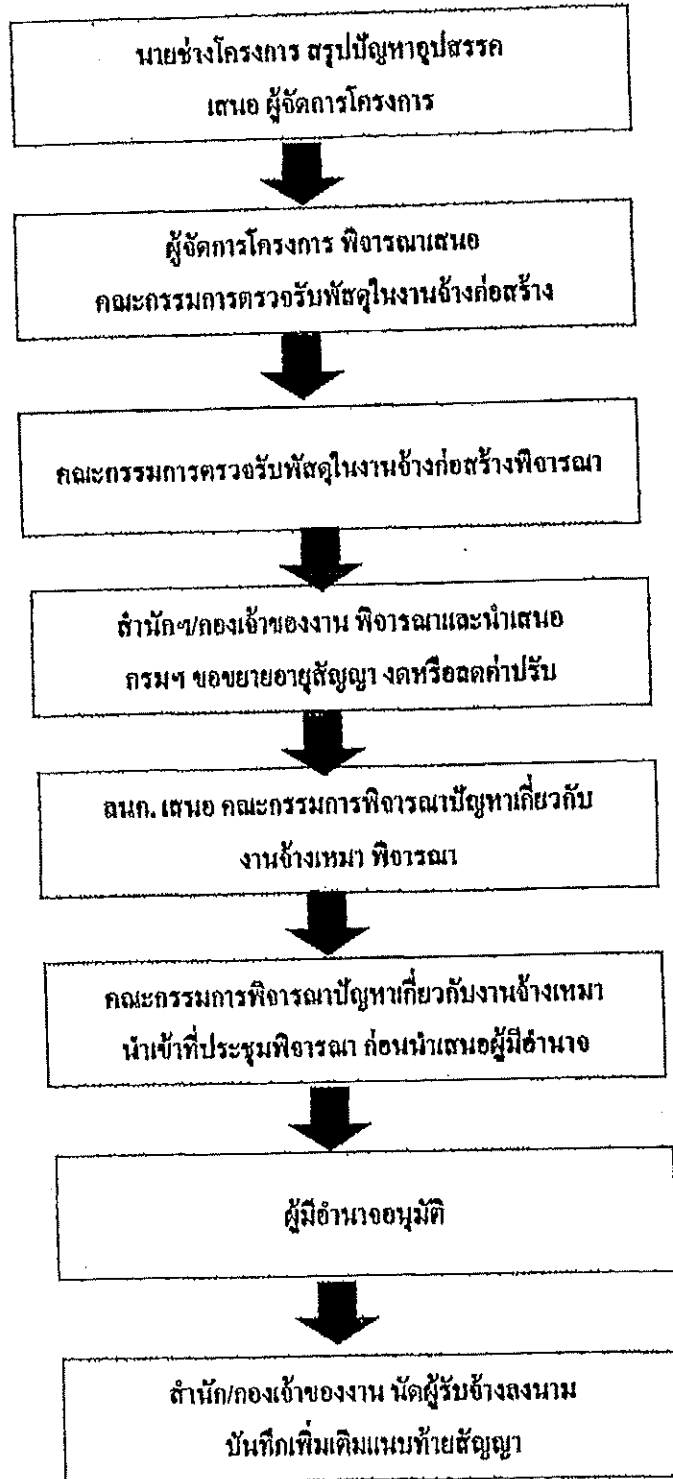 นายช่างโครงการ สรุปปัญหาอุปสรรค
เสนอ ผู้จัดการโครงการ
ผู้จัดการโครงการ พิจารณาเสนอ
คณะกรรมการตรวจรับพัสดุในงานจ้างก่อสร้าง
คณะกรรมการตรวจรับพัสดุในงานจ้างก่อสร้างพิจารณา
สำนักฯ/กองเจ้าของงาน พิจารณาและนำเสนอ
กรมฯ ขอขยายอายุสัญญา งดหรือลดค่าปรับ
ลนก. เสนอ คณะกรรมการพิจารณาปัญหาเกี่ยวกับ
งานจ้างเหมา พิจารณา
คณะกรรมการพิจารณาปัญหาเกี่ยวกับงานจ้างเหมา
นำเข้าที่ประชุมพิจารณา ก่อนนำเสนอผู้มีอำนาจ
ผู้มีอำนาจอนุมัติ
สำนัก/กองเจ้าของงาน นัดผู้รับจ้างลงนาม
บันทึกเพิ่มเติมแนบท้ายสัญญา